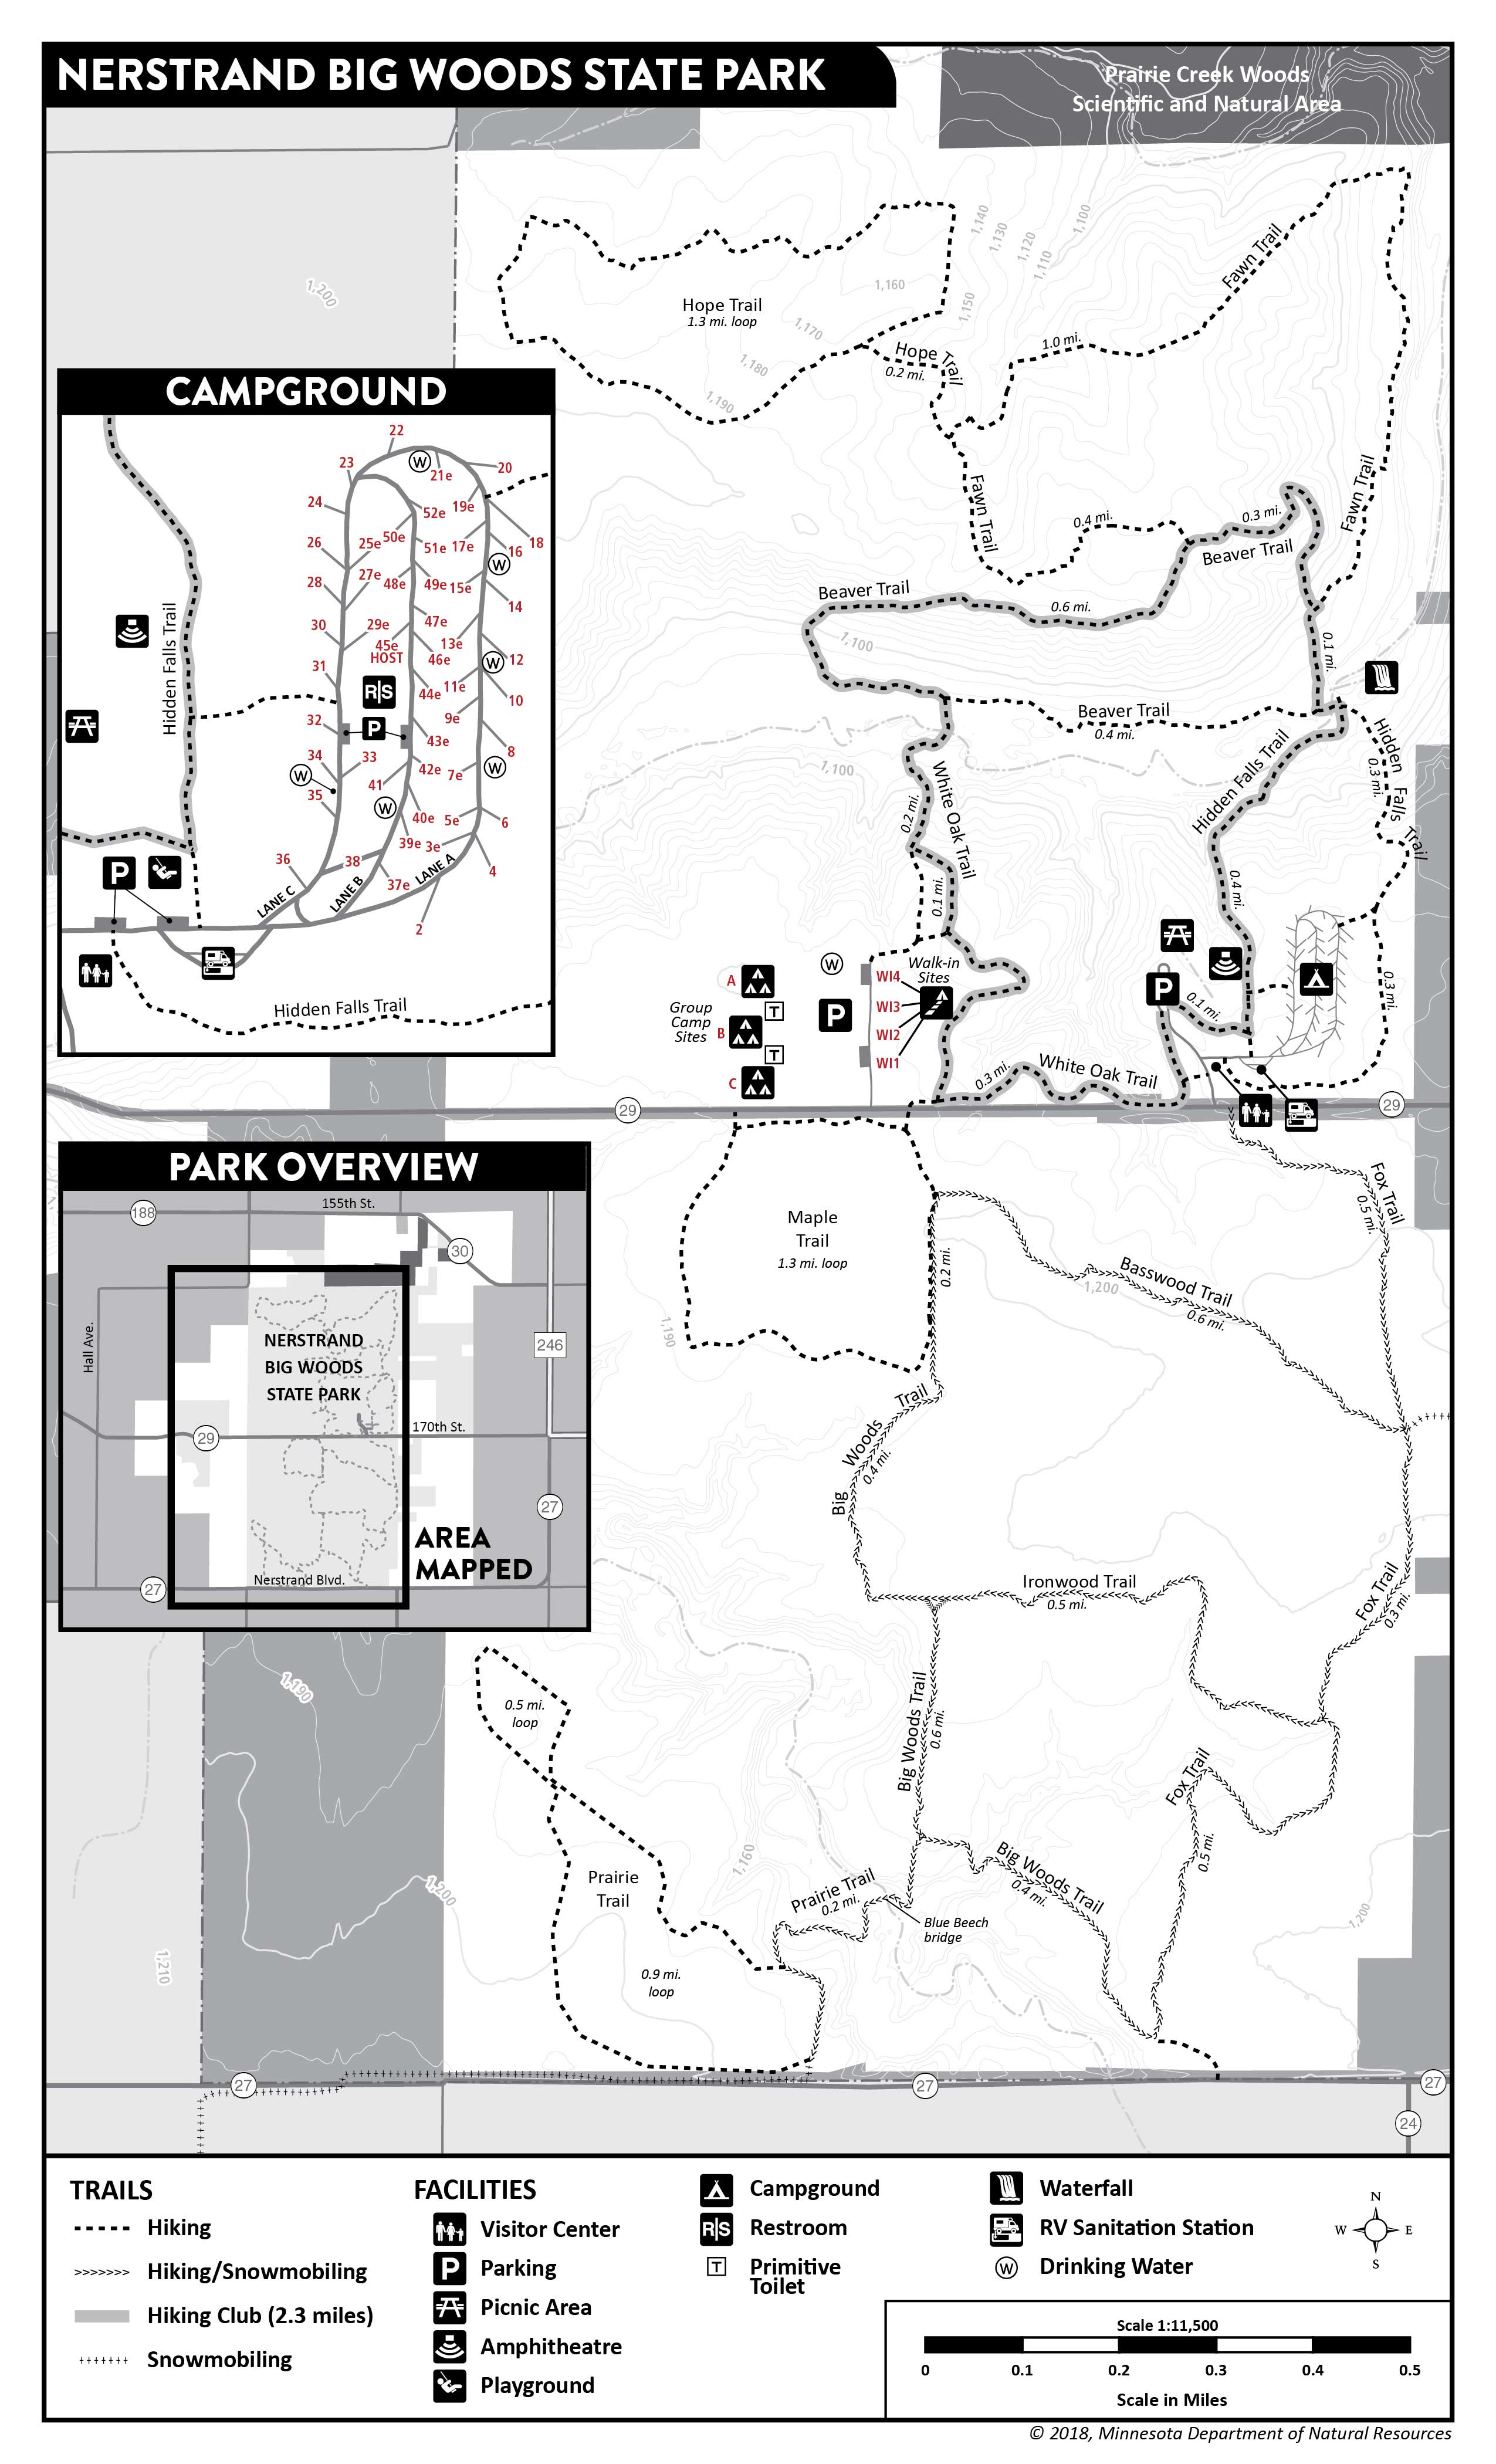 NERSTRAND BIG WOODS STATE PARK
Prairie Creek Woods
Scientific and Natural Area
1,200
1,140
1,130
1,120
1,110
1,100
1,150
1,160
1,170
1,180
1,190
Hope Trail
1.3 mi. loop
Hope Trail
0.2 mi.
1.0 mi.
Fawn Trail
Fawn Trail
Fawn Trail
0.4 mi.
0.3 mi.
Beaver Trail
Beaver Trail
0.6 mi.
1,100
0.1 mi.
Beaver Trail
0.4 mi.
1,100
White Oak Trail
0.2 mi.
0.1 mi.
Hidden Falls Trail
0.4 mi.
Hidden Falls Trail
0.3 mi.
0.3 mi.
CAMPGROUND
22
23
W
21e
20
24
52e
19e
26
25e
50e
51e
17e
16
18
W
28
27e
48e
49e
15e
14
30
29e
47e
45e
HOST
46e
13e
W
12
31
R|S
44e
11e
10
32
P
9e
43e
8
34
33
W
41
42e
7e
W
35
W
40e
5e
6
39e
3e
36
38
37e
4
2
LANE C
LANE B
LANE A
P
Hidden Falls Trail
Hidden Falls Trail
A
B
C
Group
Camp
Sites
T
T
W
P
Walk-in
Sites
WI4
WI3
WI2
WI1
P
0.1 mi.
0.3 mi.
White Oak Trail
29
29
PARK OVERVIEW
188
155th St.
30
Hall Ave.
NERSTRAND
BIG WOODS
STATE PARK
246
29
170th St.
27
AREA
MAPPED
27
Nerstrand Blvd.
Maple
Trail
1.3 mi. loop
1,190
0.2 mi.
Fox Trail
0.5 mi.
Basswood Trail
0.6 mi.
1,200
Big Woods Trail
0.4 mi.
Ironwood Trail
0.5 mi.
Fox Trail
0.3 mi.
1,190
0.5 mi.
loop
Big Woods Trail
0.6 mi.
Fox Trail
0.5 mi.
1,160
1,200
Prairie
Trail
Prairie Trail
0.2 mi.
Big Woods Trail
0.4 mi.
Blue Beech
bridge
1,200
1,210
0.9 mi.
loop
27
27
27
24
TRAILS
Hiking
Hiking/Snowmobiling
Hiking Club (2.3 miles)
Snowmobiling
FACILITIES
Visitor Center
P Parking
Picnic Area
Amphitheatre
Playground
Campground
R|S Restroom
T Primitive
Toilet
Waterfall
RV Sanitation Station
W Drinking Water
N
W E
S
Scale 1:11,500
0 0.1 0.2 0.3 0.4 0.5
Scale in Miles
© 2018, Minnesota Department of Natural Resources